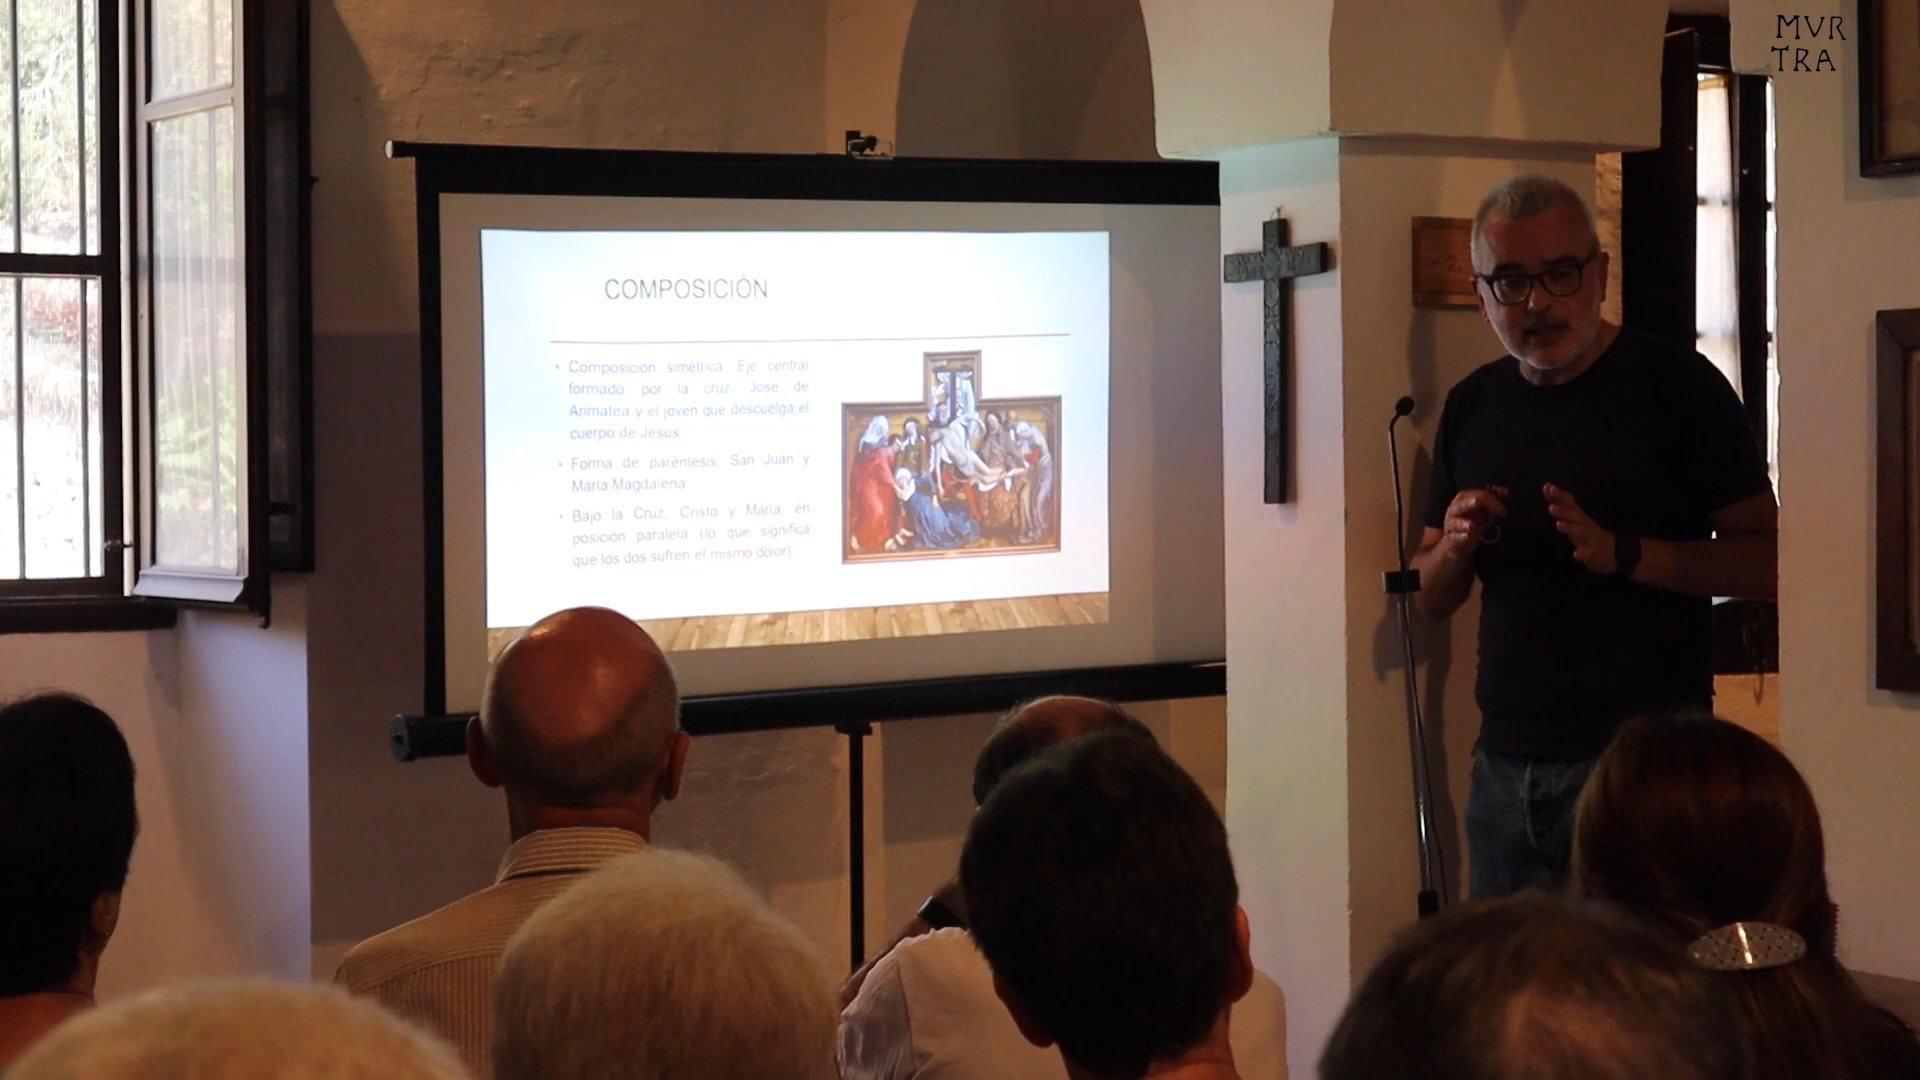 MVR
TRA
COMPOSICIÓN
Composición simétrica. Eje central
formado por la cruz, José de
Arimatea y el joven que descuelga el
cuerpo de Jesús
Forma de paréntesis: San Juan y
María Magdalena
Bajo la Cruz, Cristo y María, en
posición paralela (lo que significa
que los dos sufren el mismo dolor)